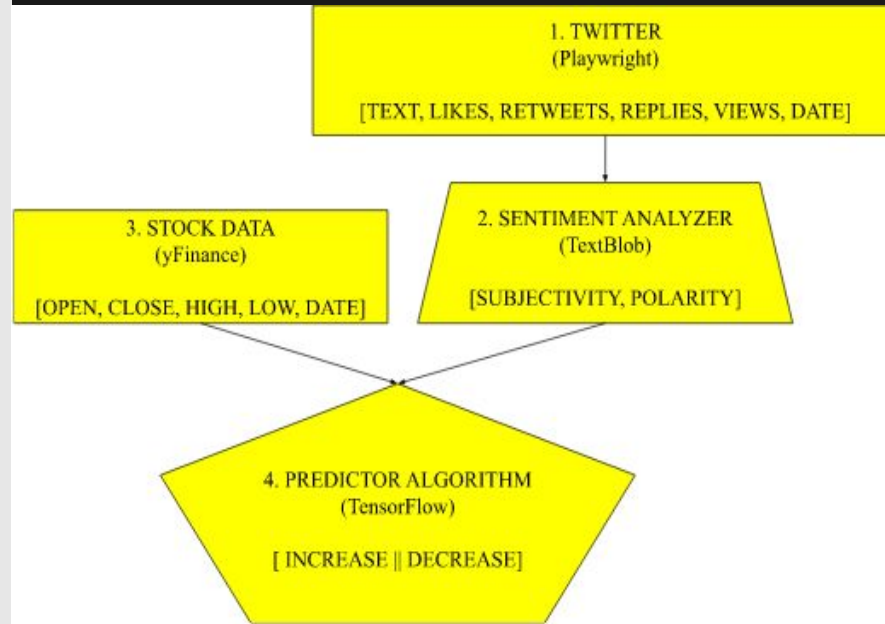 1. TWITTER
(Playwright)
[TEXT, LIKES, RETWEETS, REPLIES, VIEWS, DATE]
2. SENTIMENT ANALYZER
(TextBlob)
[SUBJECTIVITY, POLARITY]
3. STOCK DATA
(yFinance)
[OPEN, CLOSE, HIGH, LOW, DATE]
4. PREDICTOR ALGORITHM
(TensorFlow)
[ INCREASE || DECREASE]